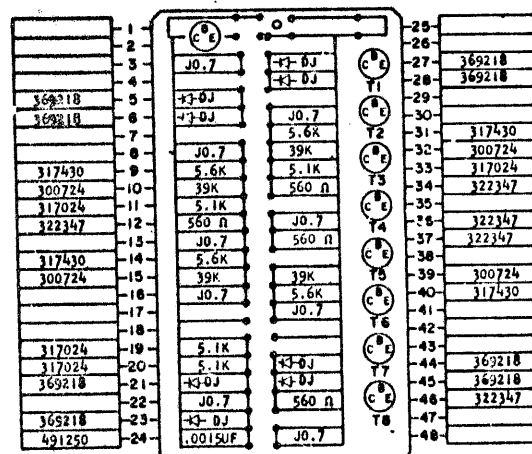 1 C B E 25
2 26
3 J0.7 DJ C B E 27 369218
4 DJ T1 28 369218
369218 5 DJ 29
369218 6 DJ J0.7 C B E T2 30
7 5.6K 31 317430
8 J0.7 39K C B E 32 300724
317430 9 5.6K 5.1K T3 33 317024
300724 10 39K 560 Ω 34 322347
317024 11 5.1K C B E 35
322347 12 560 Ω J0.7 T4 36 322347
13 J0.7 560 Ω C B E 37 322347
317430 14 5.6K T5 38
300724 15 39K 39K 39 300724
16 J0.7 5.6K C B E 40 317430
17 J0.7 T6 41
18 42
317024 19 5.1K C B E 43
317024 20 5.1K DJ T7 44 369218
369218 21 DJ DJ 45 369218
22 J0.7 560 Ω C B E 46 322347
369218 23 DJ T8 47
491250 24 .0015UF J0.7 48